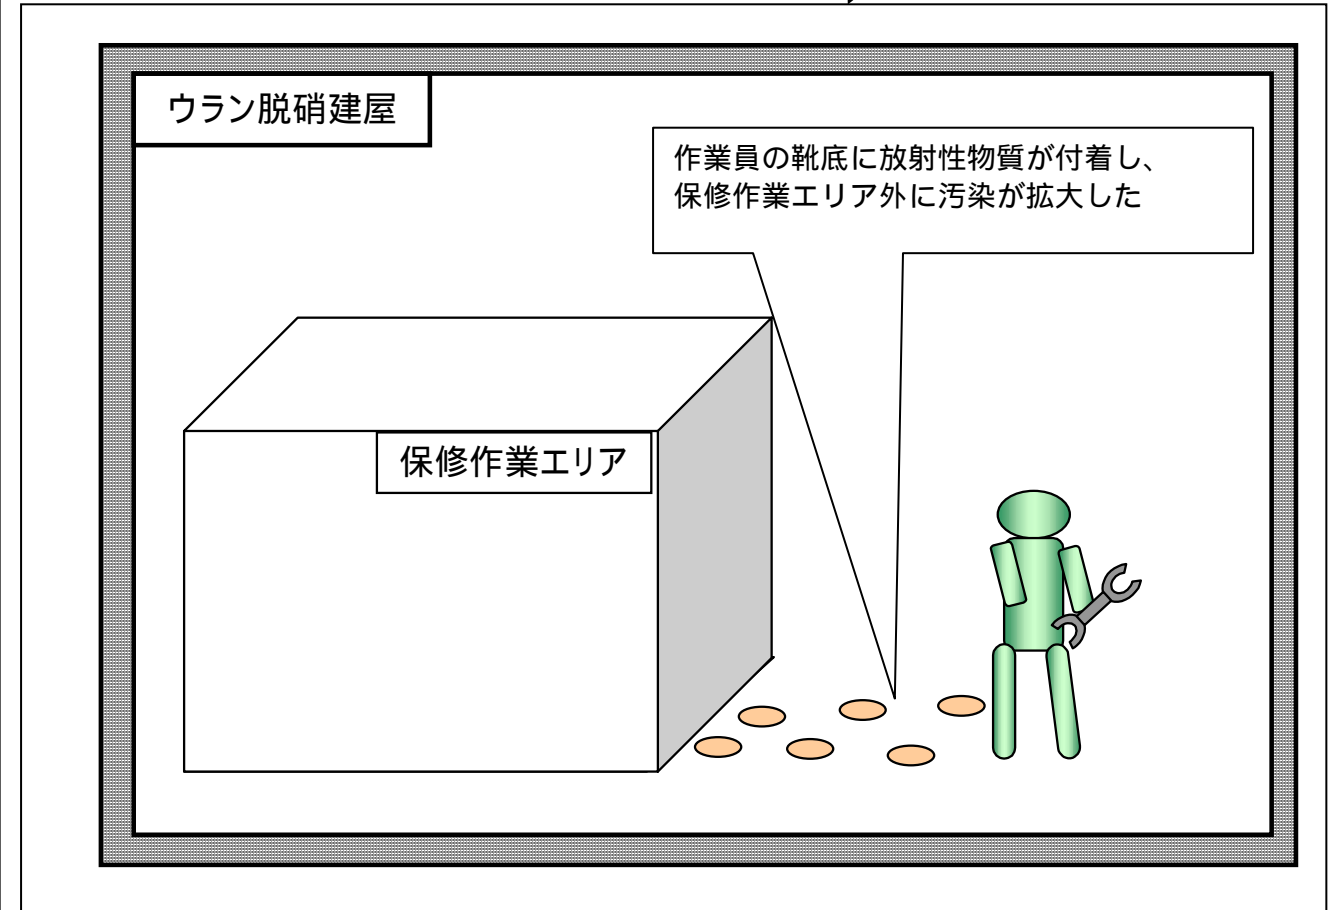 ウラン脱硝建屋
作業員の靴底に放射性物質が付着し、
保修作業エリア外に汚染が拡大した
保修作業エリア